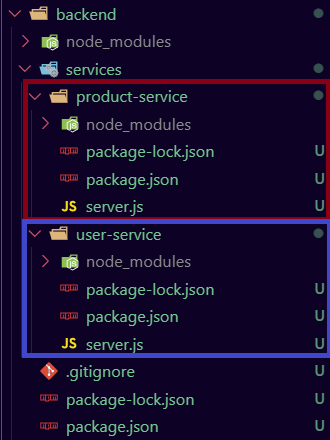 backend
node_modules
services
product-service
node_modules
package-lock.json U
package.json U
JS server.js U
user-service
node_modules
package-lock.json U
package.json U
JS server.js U
.gitignore U
package-lock.json U
package.json U